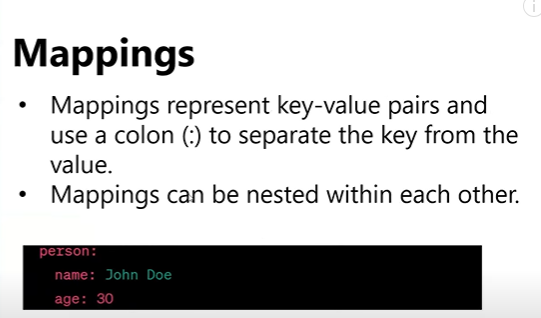 Mappings
• Mappings represent key-value pairs and
use a colon (:) to separate the key from the
value.
• Mappings can be nested within each other.
person:
  name: John Doe
  age: 30